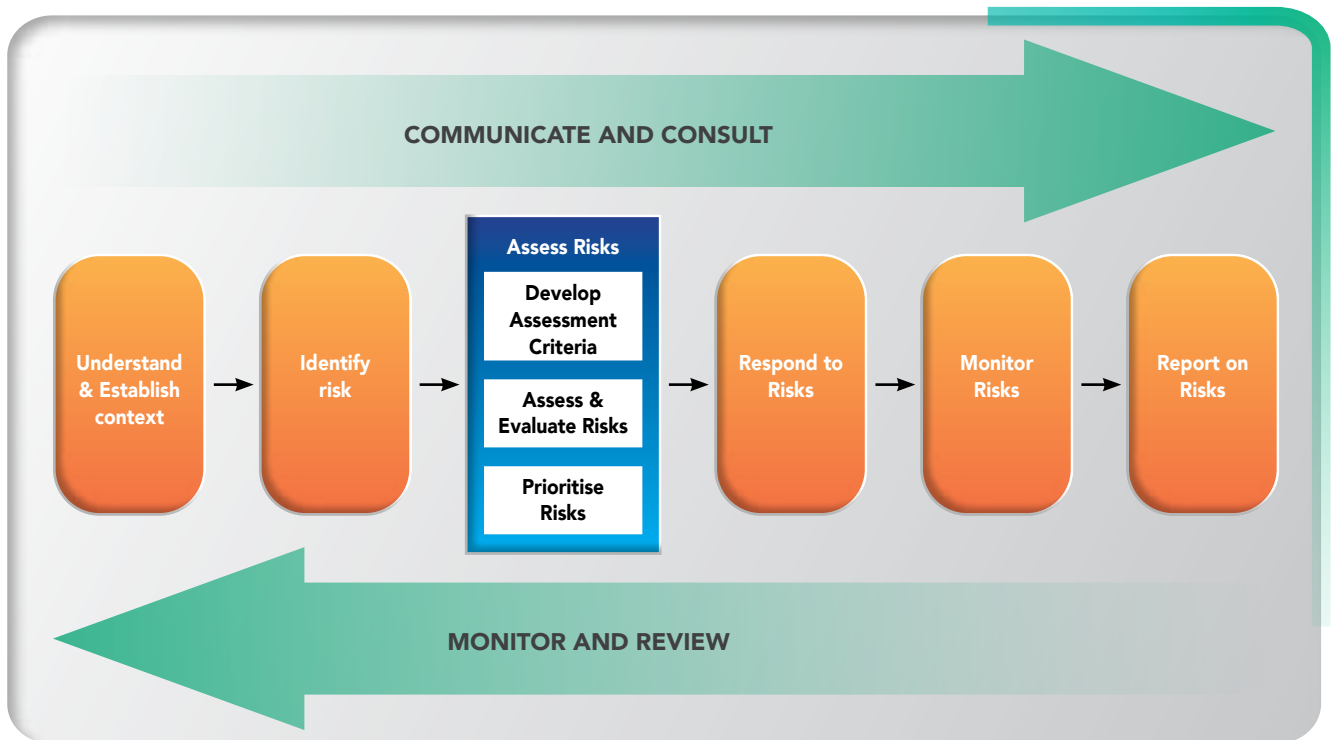 COMMUNICATE AND CONSULT
Understand
& Establish
context
Identify
risk
Assess Risks
Develop
Assessment
Criteria
Assess &
Evaluate Risks
Prioritise
Risks
Respond to
Risks
Monitor
Risks
Report on
Risks
MONITOR AND REVIEW